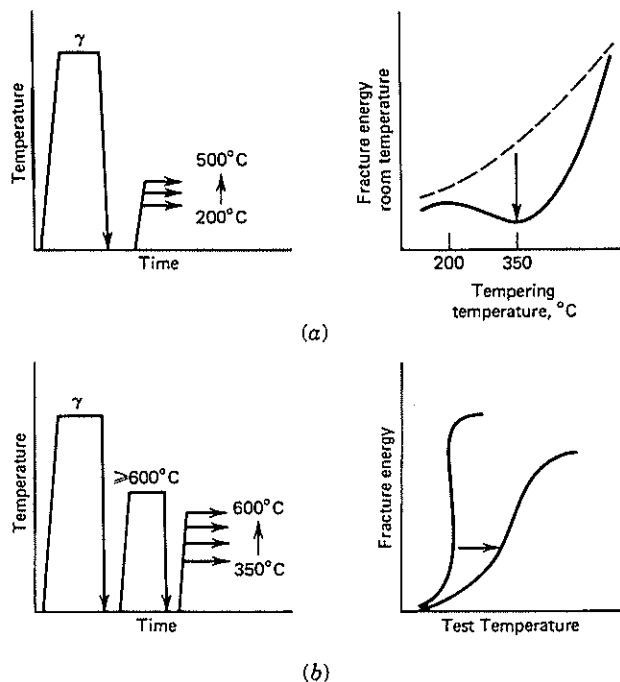 γ
Temperature
500°C
200°C
Time
Fracture energy
room temperature
200
350
Tempering
temperature, °C
(a)
γ
≥600°C
Temperature
600°C
350°C
Time
Fracture energy
Test Temperature
(b)